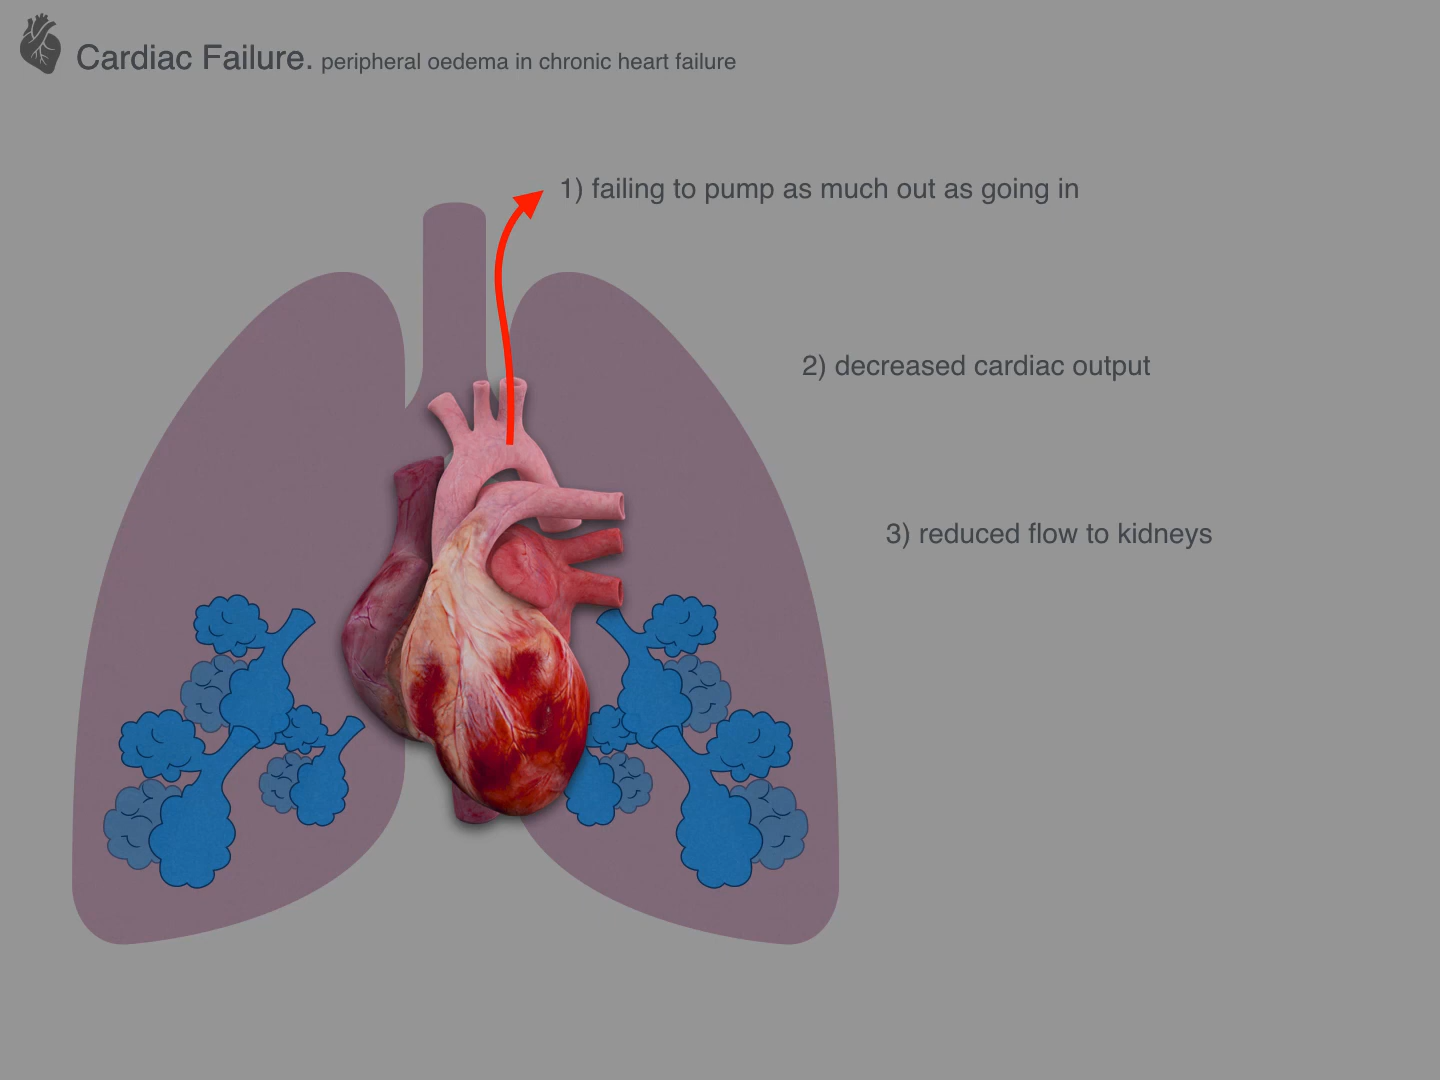 Cardiac Failure. peripheral oedema in chronic heart failure
1) failing to pump as much out as going in
2) decreased cardiac output
3) reduced flow to kidneys